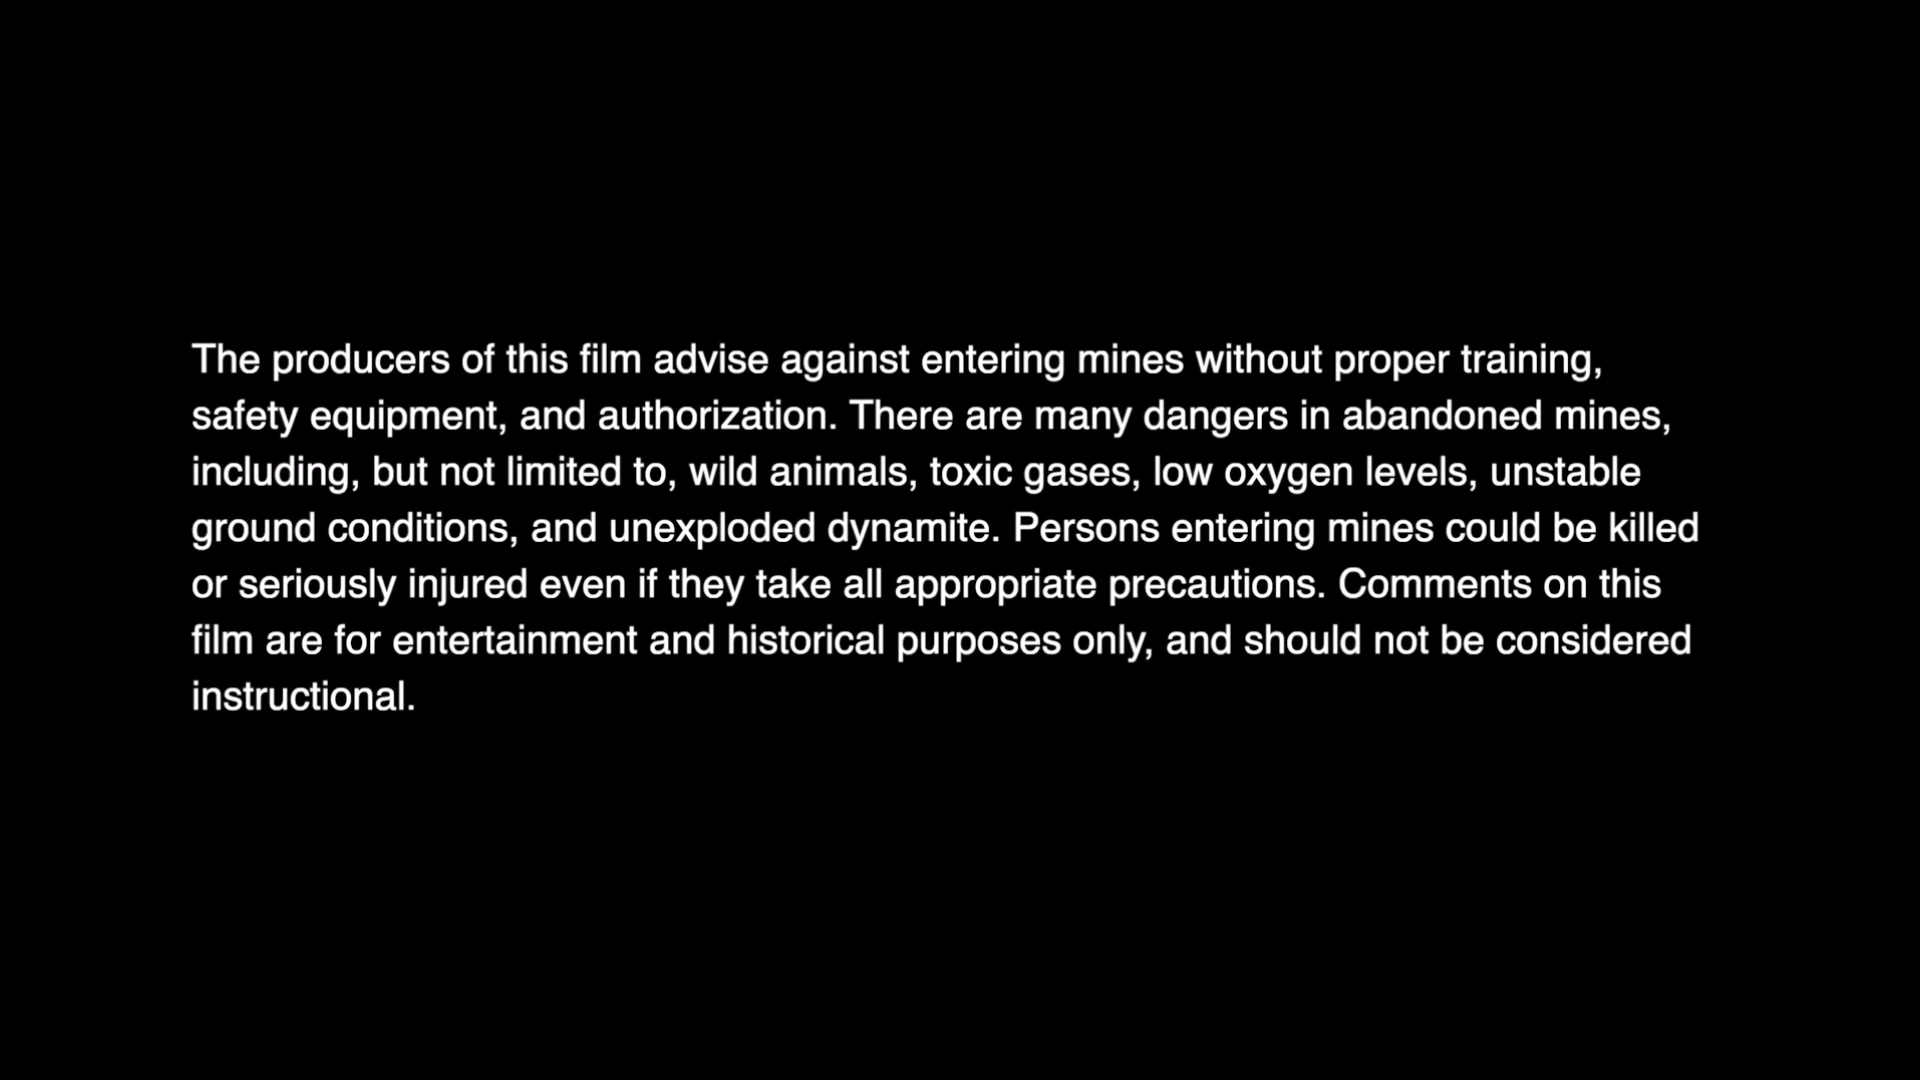 The producers of this film advise against entering mines without proper training,
safety equipment, and authorization. There are many dangers in abandoned mines,
including, but not limited to, wild animals, toxic gases, low oxygen levels, unstable
ground conditions, and unexploded dynamite. Persons entering mines could be killed
or seriously injured even if they take all appropriate precautions. Comments on this
film are for entertainment and historical purposes only, and should not be considered
instructional.